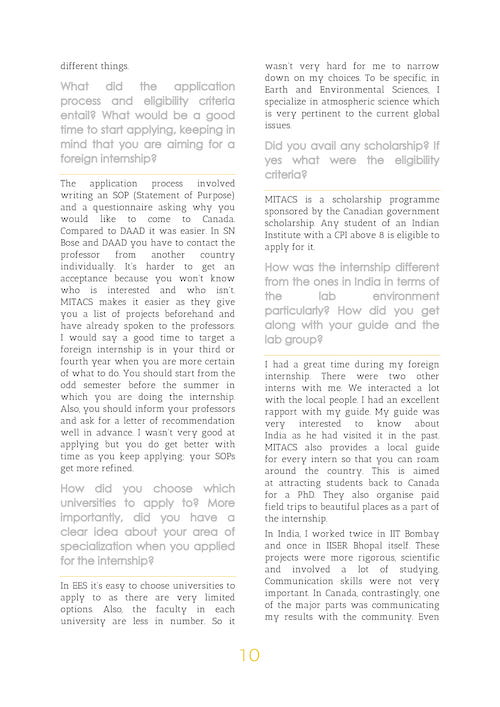 different things.
What did the application
process and eligibility criteria
entail? What would be a good
time to start applying, keeping in
mind that you are aiming for a
foreign internship?
The application process involved
writing an SOP (Statement of Purpose)
and a questionnaire asking why you
would like to come to Canada.
Compared to DAAD it was easier. In SN
Bose and DAAD you have to contact the
professor from another country
individually. It's harder to get an
acceptance because you won't know
who is interested and who isn't.
MITACS makes it easier as they give
you a list of projects beforehand and
have already spoken to the professors.
I would say a good time to target a
foreign internship is in your third or
fourth year when you are more certain
of what to do. You should start from the
odd semester before the summer in
which you are doing the internship.
Also, you should inform your professors
and ask for a letter of recommendation
well in advance. I wasn't very good at
applying but you do get better with
time as you keep applying; your SOPs
get more refined.
How did you choose which
universities to apply to? More
importantly, did you have a
clear idea about your area of
specialization when you applied
for the internship?
In EES it's easy to choose universities to
apply to as there are very limited
options. Also, the faculty in each
university are less in number. So it
wasn't very hard for me to narrow
down on my choices. To be specific, in
Earth and Environmental Sciences, I
specialize in atmospheric science which
is very pertinent to the current global
issues.
Did you avail any scholarship? If
yes what were the eligibility
criteria?
MITACS is a scholarship programme
sponsored by the Canadian government
scholarship. Any student of an Indian
Institute with a CPI above 8 is eligible to
apply for it.
How was the internship different
from the ones in India in terms of
the lab environment
particularly? How did you get
along with your guide and the
lab group?
I had a great time during my foreign
internship. There were two other
interns with me. We interacted a lot
with the local people. I had an excellent
rapport with my guide. My guide was
very interested to know about
India as he had visited it in the past.
MITACS also provides a local guide
for every intern so that you can roam
around the country. This is aimed
at attracting students back to Canada
for a PhD. They also organise paid
field trips to beautiful places as a part of
the internship.
In India, I worked twice in IIT Bombay
and once in IISER Bhopal itself. These
projects were more rigorous, scientific
and involved a lot of studying.
Communication skills were not very
important. In Canada, contrastingly, one
of the major parts was communicating
my results with the community. Even
10